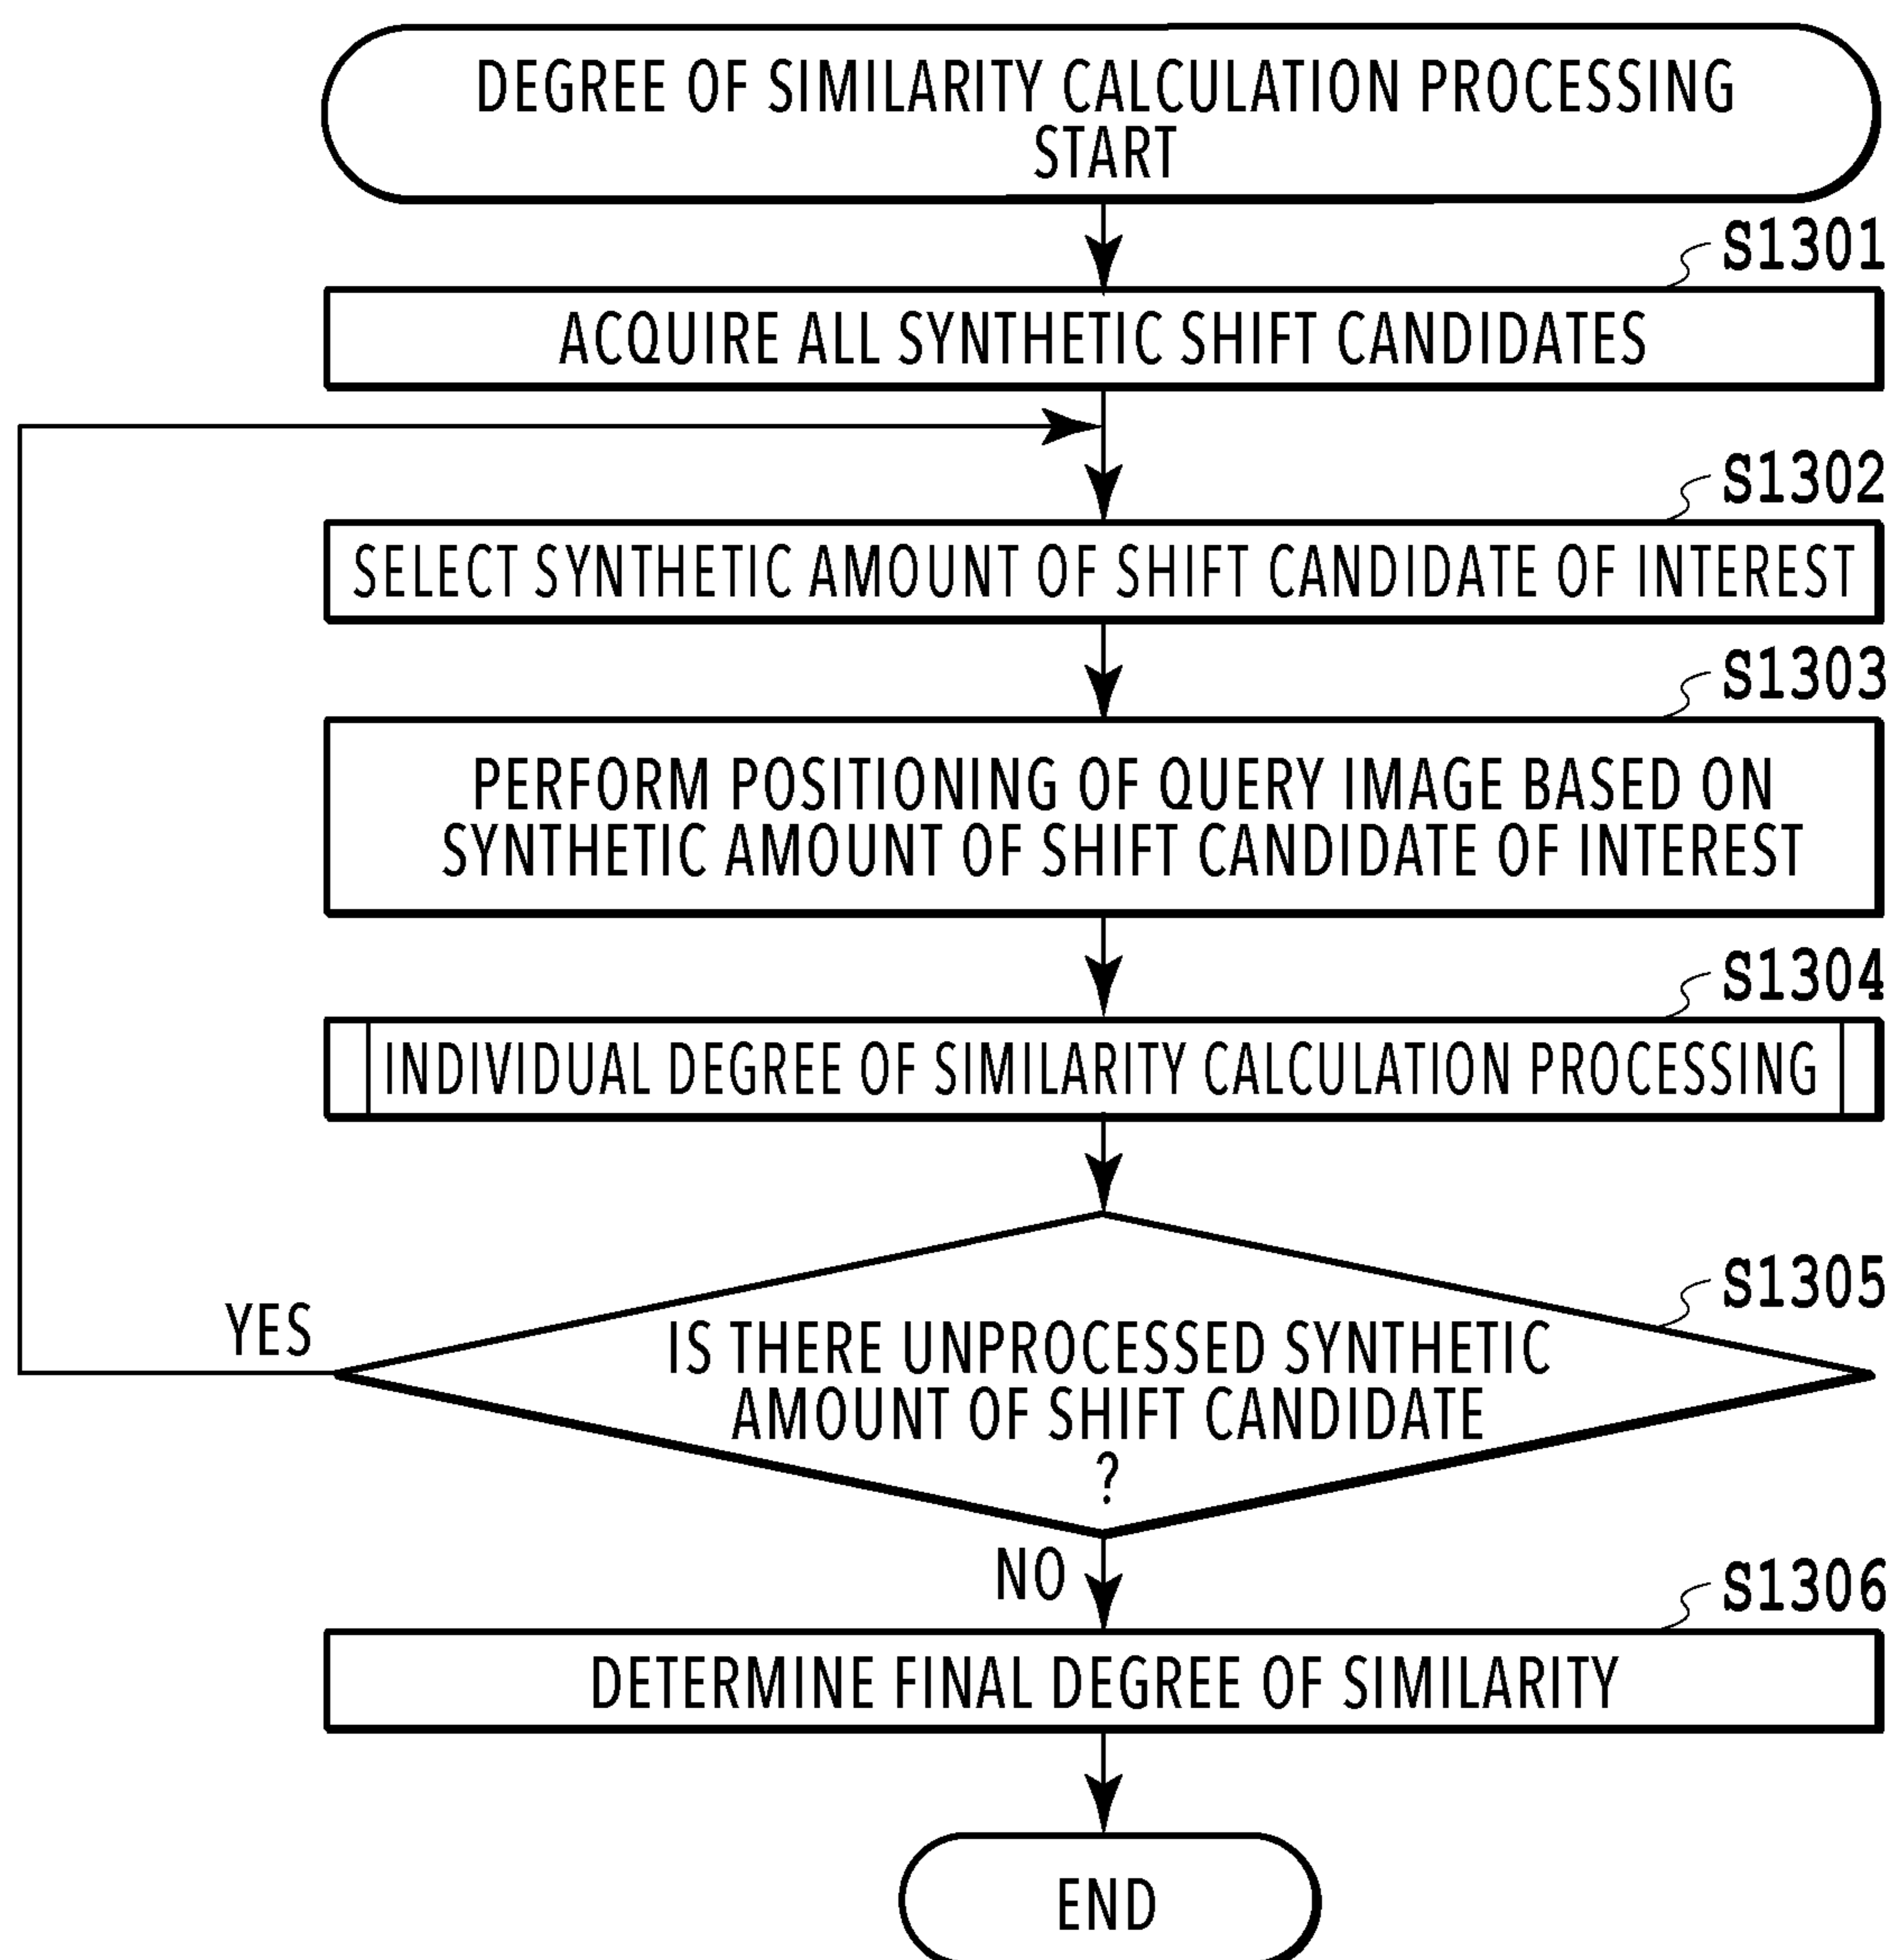 DEGREE OF SIMILARITY CALCULATION PROCESSING
START
S1301
ACQUIRE ALL SYNTHETIC SHIFT CANDIDATES
S1302
SELECT SYNTHETIC AMOUNT OF SHIFT CANDIDATE OF INTEREST
S1303
PERFORM POSITIONING OF QUERY IMAGE BASED ON
SYNTHETIC AMOUNT OF SHIFT CANDIDATE OF INTEREST
S1304
INDIVIDUAL DEGREE OF SIMILARITY CALCULATION PROCESSING
S1305
YES
IS THERE UNPROCESSED SYNTHETIC
AMOUNT OF SHIFT CANDIDATE
?
NO
S1306
DETERMINE FINAL DEGREE OF SIMILARITY
END